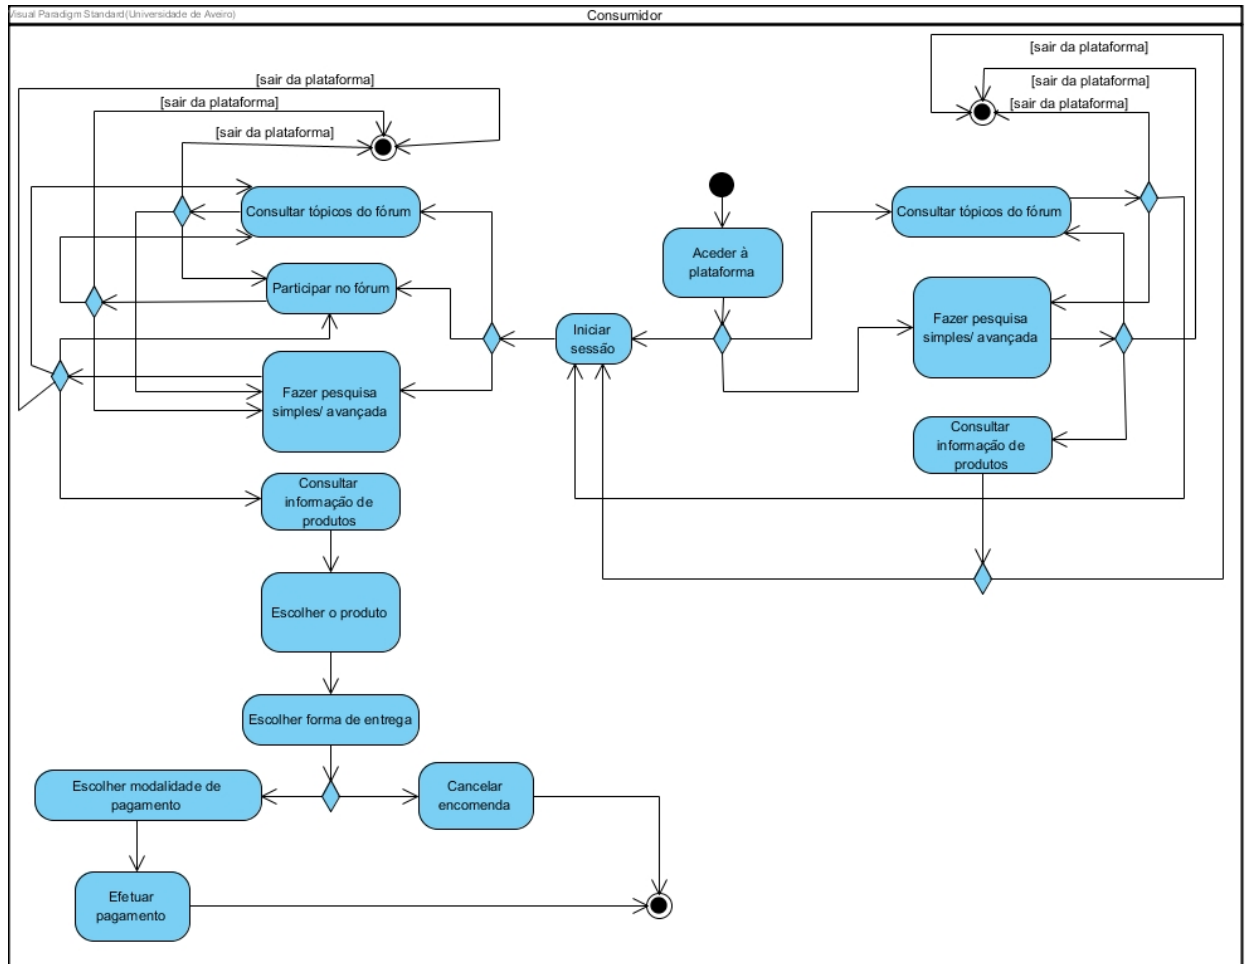 Visual Paradigm Standard(Universidade de Aveiro)
Consumidor
[sair da plataforma]
[sair da plataforma]
[sair da plataforma]
[sair da plataforma]
[sair da plataforma]
[sair da plataforma]
Consultar tópicos do fórum
Participar no fórum
Fazer pesquisa
simples/ avançada
Consultar
informação de
produtos
Escolher o produto
Escolher forma de entrega
Escolher modalidade de
pagamento
Cancelar
encomenda
Efetuar
pagamento
Iniciar
sessão
Aceder à
plataforma
Consultar tópicos do fórum
Fazer pesquisa
simples/ avançada
Consultar
informação de
produtos